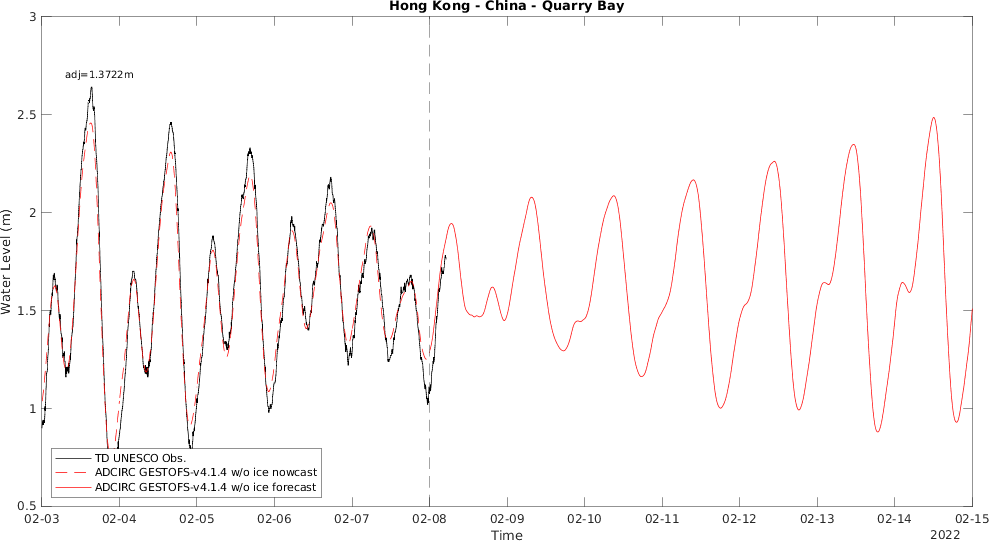 Hong Kong - China - Quarry Bay
adj=1.3722m
3
2.5
2
1.5
1
0.5
Water Level (m)
TD UNESCO Obs.
ADCIRC GESTOFS-v4.1.4 w/o ice nowcast
ADCIRC GESTOFS-v4.1.4 w/o ice forecast
02-03 02-04 02-05 02-06 02-07 02-08 02-09 02-10 02-11 02-12 02-13 02-14 02-15
Time
2022